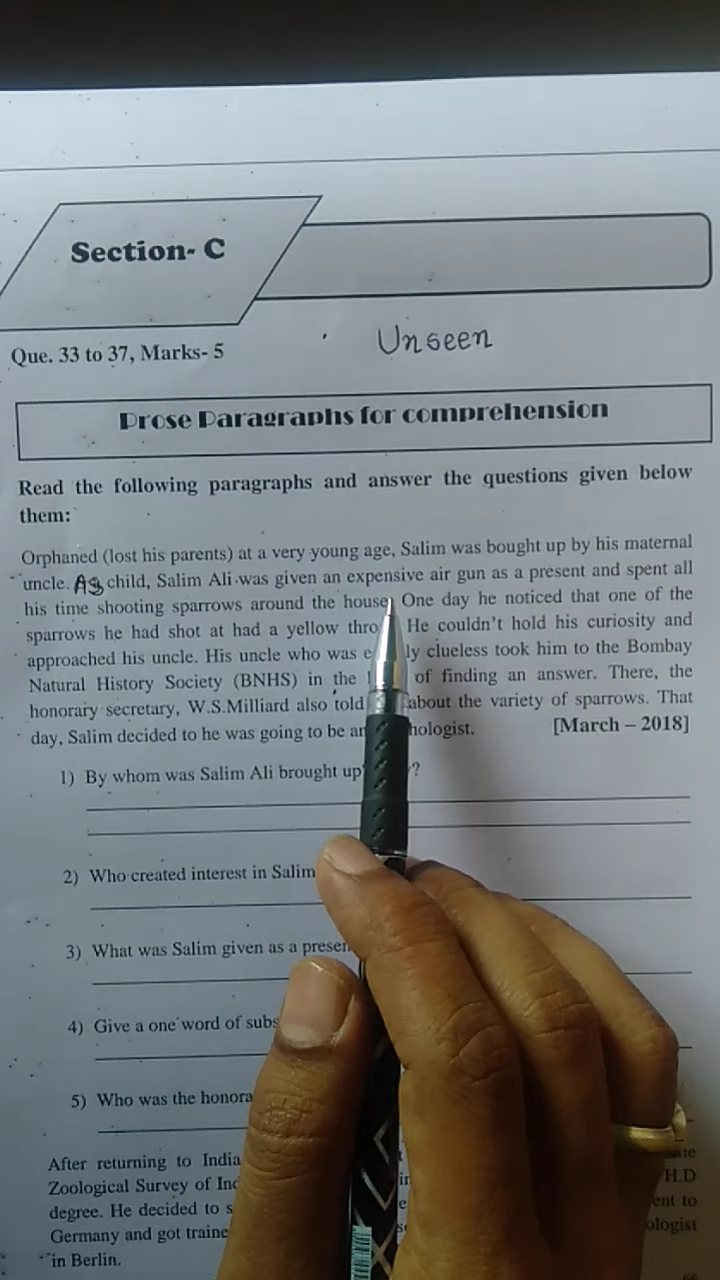 Section- C
Que. 33 to 37, Marks- 5
Unseen
Prose Paragraphs for comprehension
Read the following paragraphs and answer the questions given below
them:
Orphaned (lost his parents) at a very young age, Salim was bought up by his maternal
uncle. As child, Salim Ali was given an expensive air gun as a present and spent all
his time shooting sparrows around the house. One day he noticed that one of the
sparrows he had shot at had a yellow He couldn't hold his curiosity and
approached his uncle. His uncle who was clueless took him to the Bombay
Natural History Society (BNHS) in the of finding an answer. There, the
honorary secretary, W.S.Milliard also told about the variety of sparrows. That
day, Salim decided to he was going to be [March – 2018]
1) By whom was Salim Ali brought up
2) Who created interest in Salim
3) What was Salim given as a
4) Give a one word of
5) Who was the
After returning to India
Zoological Survey of H.D
degree. He decided to to
Germany and got
in Berlin.